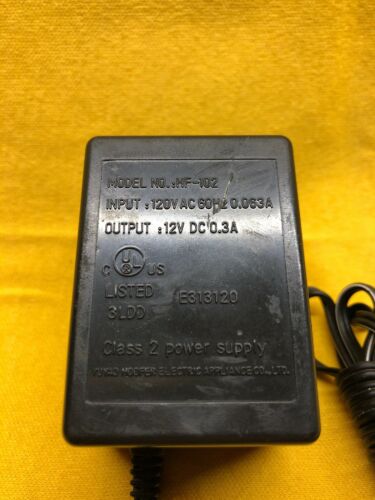 MODEL NO.:HF-102
INPUT :120VAC 60Hz 0.063A
OUTPUT :12V DC 0.3A
C UL US
LISTED E313120
3LDD
Class 2 power supply
ELECTRIC APPLIANCE CO., LTD.